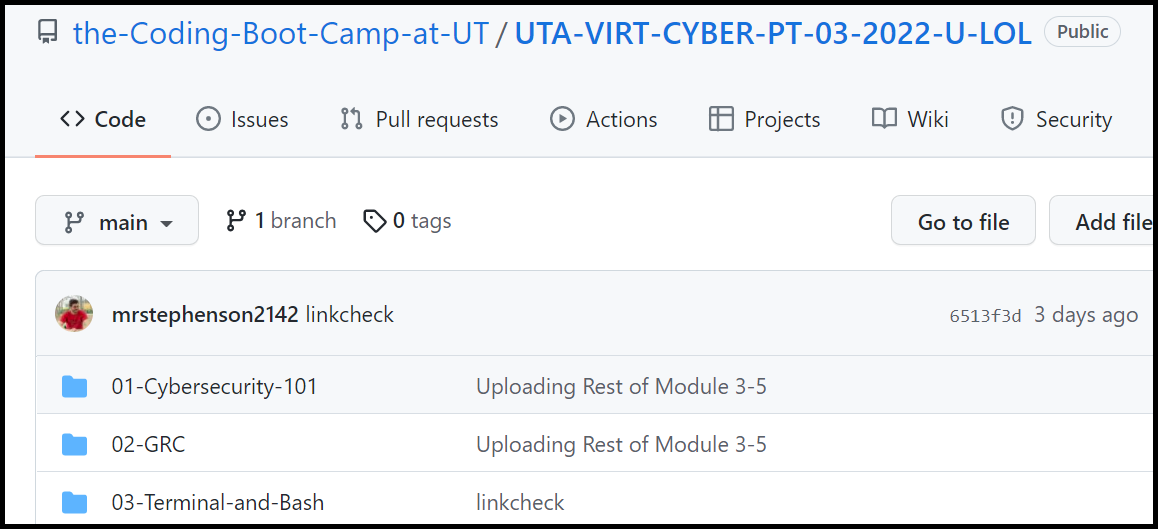 the-Coding-Boot-Camp-at-UT / UTA-VIRT-CYBER-PT-03-2022-U-LOL Public
Code Issues Pull requests Actions Projects Wiki Security
main 1 branch 0 tags Go to file Add file
mrstephenson2142 linkcheck 6513f3d 3 days ago
01-Cybersecurity-101 Uploading Rest of Module 3-5
02-GRC Uploading Rest of Module 3-5
03-Terminal-and-Bash linkcheck